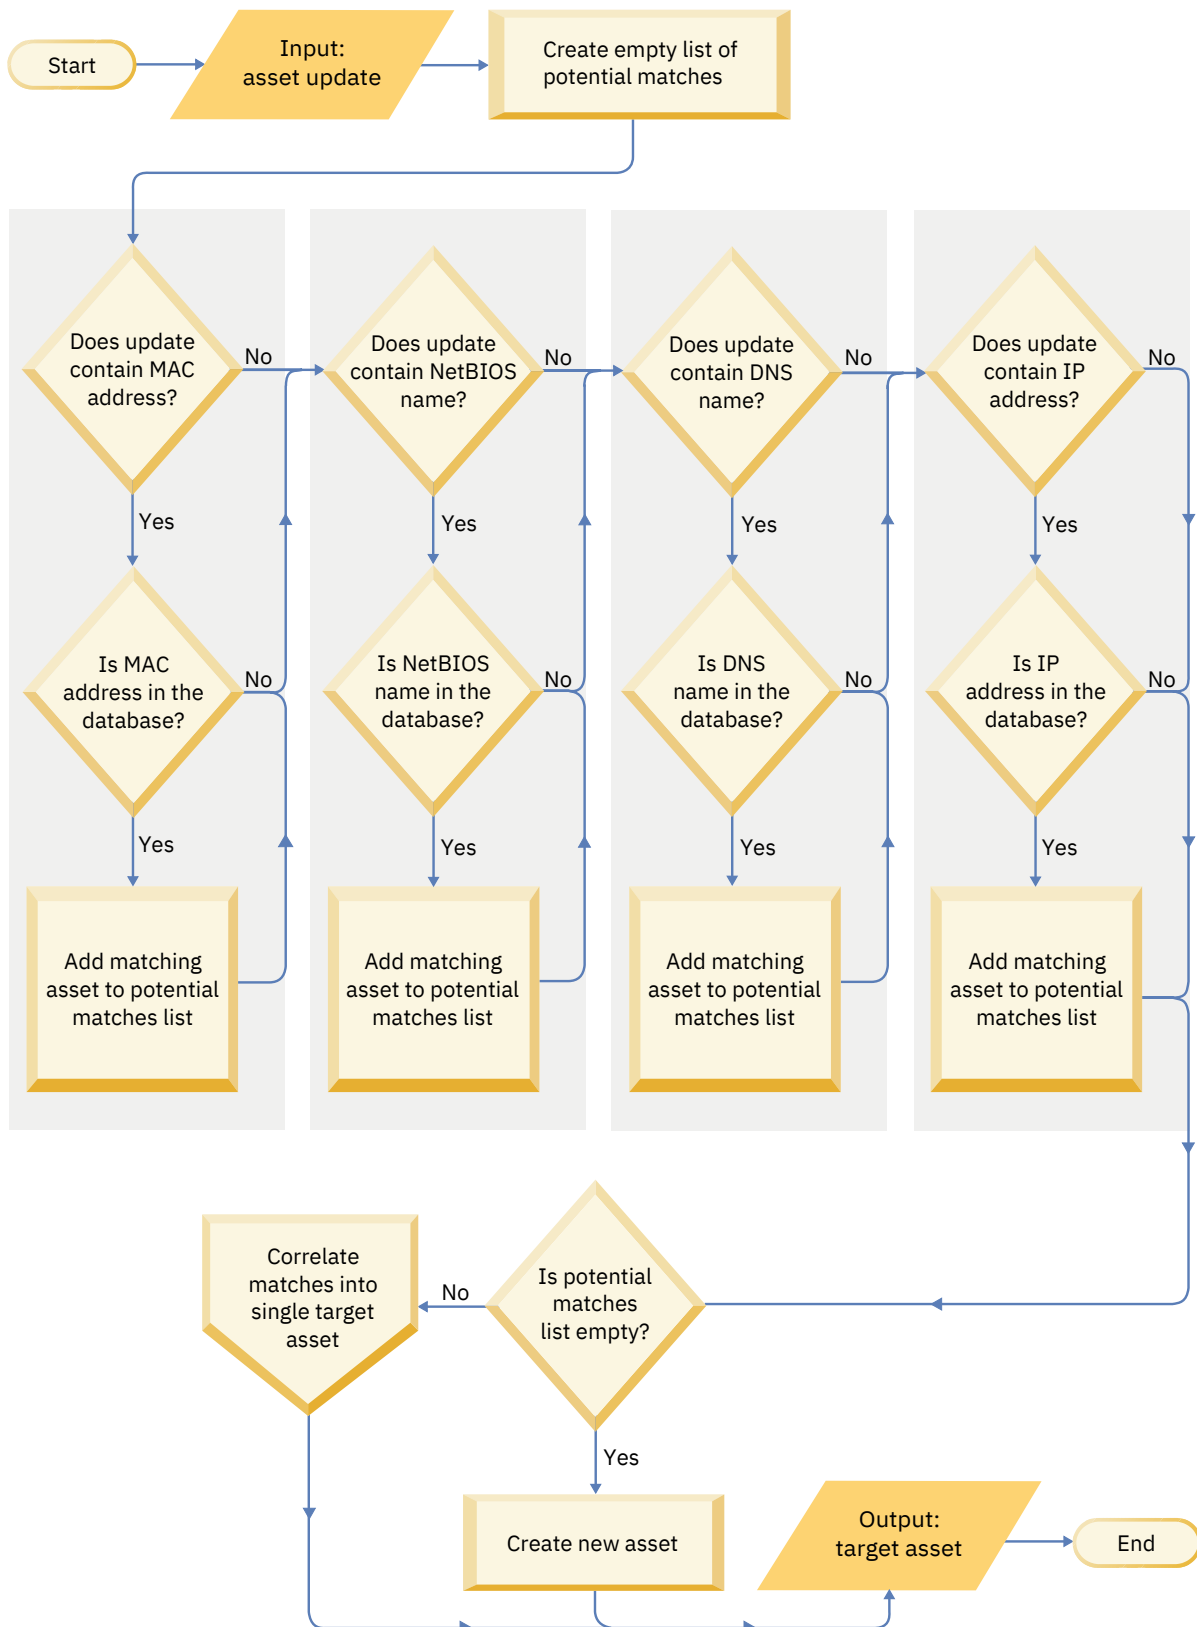 Start
Input:
asset update
Create empty list of
potential matches
Does update
contain MAC
address?
No
Yes
Is MAC
address in the
database?
No
Yes
Add matching
asset to potential
matches list
Does update
contain NetBIOS
name?
No
Yes
Is NetBIOS
name in the
database?
No
Yes
Add matching
asset to potential
matches list
Does update
contain DNS
name?
No
Yes
Is DNS
name in the
database?
No
Yes
Add matching
asset to potential
matches list
Does update
contain IP
address?
No
Yes
Is IP
address in the
database?
No
Yes
Add matching
asset to potential
matches list
Is potential
matches
list empty?
No
Correlate
matches into
single target
asset
Yes
Create new asset
Output:
target asset
End